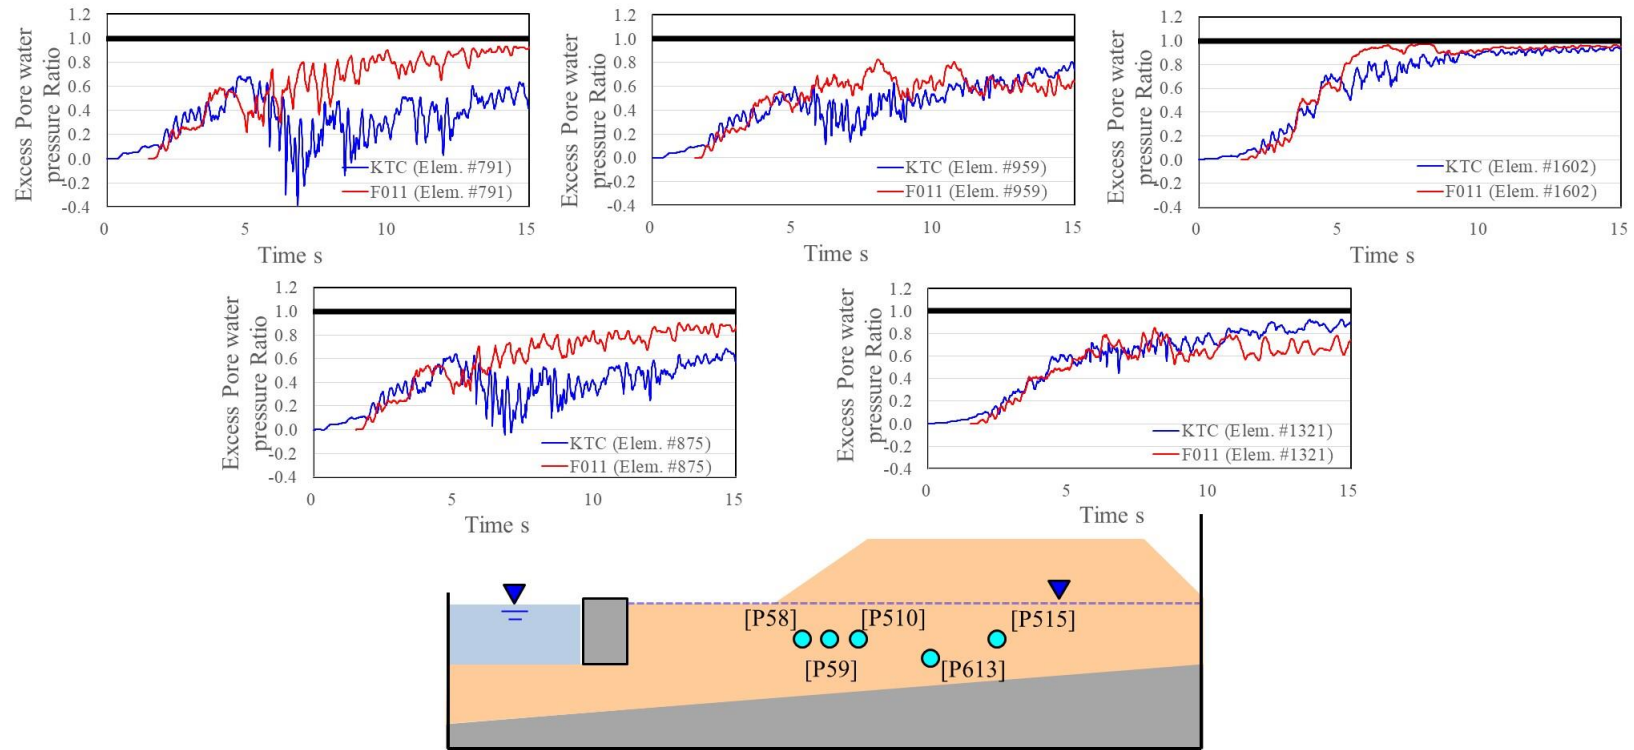 Excess Pore water
pressure Ratio
1.2
1.0
0.8
0.6
0.4
0.2
0.0
-0.2
-0.4
KTC (Elem. #791)
F011 (Elem. #791)
0 5 10 15
Time s
Excess Pore water
pressure Ratio
1.2
1.0
0.8
0.6
0.4
0.2
0.0
-0.2
-0.4
KTC (Elem. #959)
F011 (Elem. #959)
0 5 10 15
Time s
Excess Pore water
pressure Ratio
1.2
1.0
0.8
0.6
0.4
0.2
0.0
-0.2
-0.4
KTC (Elem. #1602)
F011 (Elem. #1602)
0 5 10 15
Time s
Excess Pore water
pressure Ratio
1.2
1.0
0.8
0.6
0.4
0.2
0.0
-0.2
-0.4
KTC (Elem. #875)
F011 (Elem. #875)
0 5 10 15
Time s
Excess Pore water
pressure Ratio
1.2
1.0
0.8
0.6
0.4
0.2
0.0
-0.2
-0.4
KTC (Elem. #1321)
F011 (Elem. #1321)
0 5 10 15
Time s
[P58] [P510] [P515]
[P59] [P613]